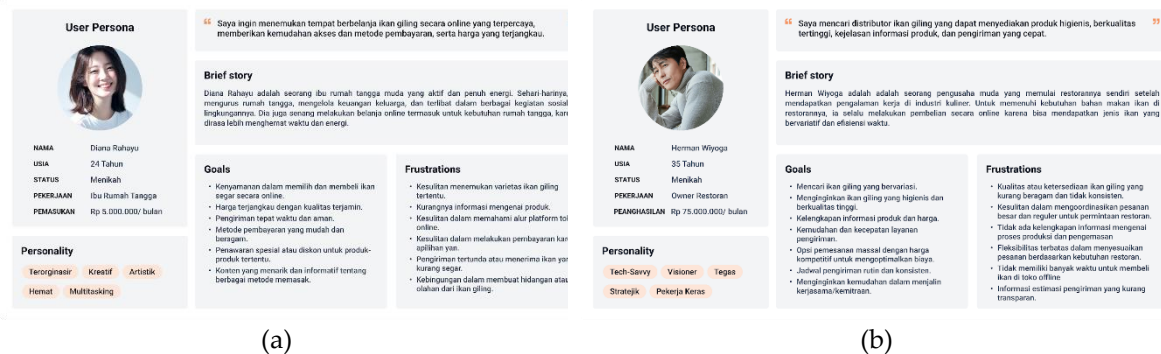 User Persona
“ Saya ingin menemukan tempat berbelanja ikan giling secara online yang terpercaya,
memberikan kemudahan akses dan metode pembayaran, serta harga yang terjangkau.
Brief story
Diana Rahayu adalah seorang ibu rumah tangga muda yang aktif dan penuh energi. Sehari-harinya,
mengurus rumah tangga, mengelola keuangan keluarga, dan terlibat dalam berbagai kegiatan sosial
lingkungannya. Dia juga senang melakukan belanja online termasuk untuk kebutuhan rumah tangga, kare
dirasa lebih menghemat waktu dan energi.
NAMA Diana Rahayu
USIA 24 Tahun
STATUS Menikah
PEKERJAAN Ibu Rumah Tangga
PEMASUKAN Rp 5.000.000/ bulan
Personality
Terorginasir Kreatif Artistik
Hemat Multitasking
Goals
• Kenyamanan dalam memilih dan membeli ikan
segar secara online.
• Harga terjangkau dengan kualitas terjamin.
• Pengiriman tepat waktu dan aman.
• Metode pembayaran yang mudah dan
beragam.
• Penawaran spesial atau diskon untuk produk-
produk tertentu.
• Konten yang menarik dan informatif tentang
berbagai metode memasak.
Frustrations
• Kesulitan menemukan varietas ikan giling
tertentu.
• Kurangnya informasi mengenai produk.
• Kesulitan dalam memahami alur platform tok
online.
• Kesulitan dalam melakukan pembayaran kare
apilihan yan.
• Pengiriman tertunda atau menerima ikan yan
kurang segar.
• Kebingungan dalam membuat hidangan atau
olahan dari ikan giling.
(a)
User Persona
“ Saya mencari distributor ikan giling yang dapat menyediakan produk higienis, berkualitas ”
tertinggi, kejelasan informasi produk, dan pengiriman yang cepat.
Brief story
Herman Wiyoga adalah adalah seorang pengusaha muda yang memulai restorannya sendiri setelah
mendapatkan pengalaman kerja di industri kuliner. Untuk memenuhi kebutuhan bahan makan ikan di
restorannya, ia selalu melakukan pembelian secara online karena bisa mendapatkan jenis ikan yang
bervariatif dan efisiensi waktu.
NAMA Herman Wiyoga
USIA 35 Tahun
STATUS Menikah
PEKERJAAN Owner Restoran
PEANGHASILAN Rp 75.000.000/ bulan
Personality
Tech-Savvy Visioner Tegas
Stratejik Pekerja Keras
Goals
• Mencari ikan giling yang bervariasi.
• Menginginkan ikan giling yang higienis dan
berkualitas tinggi.
• Kelengkapan informasi produk dan harga.
• Kemudahan dan kecepatan layanan
pengiriman.
• Opsi pemesanan massal dengan harga
kompetitif untuk mengoptimalkan biaya.
• Jadwal pengiriman rutin dan konsisten.
• Menginginkan kemudahan dalam menjalin
kerjasama/kemitraan.
Frustrations
• Kualitas atau ketersediaan ikan giling yang
kurang beragam dan tidak konsisten.
• Kesulitan dalam mengoordinasikan pesanan
besar dan reguler untuk permintaan restoran.
• Tidak ada kelengkapan informasi mengenai
proses produksi dan pengemasan
• Fleksibilitas terbatas dalam menyesuaikan
pesanan berdasarkan kebutuhan restoran.
• Tidak memiliki banyak waktu untuk membeli
ikan di toko offline
• Informasi estimasi pengiriman yang kurang
transparan.
(b)